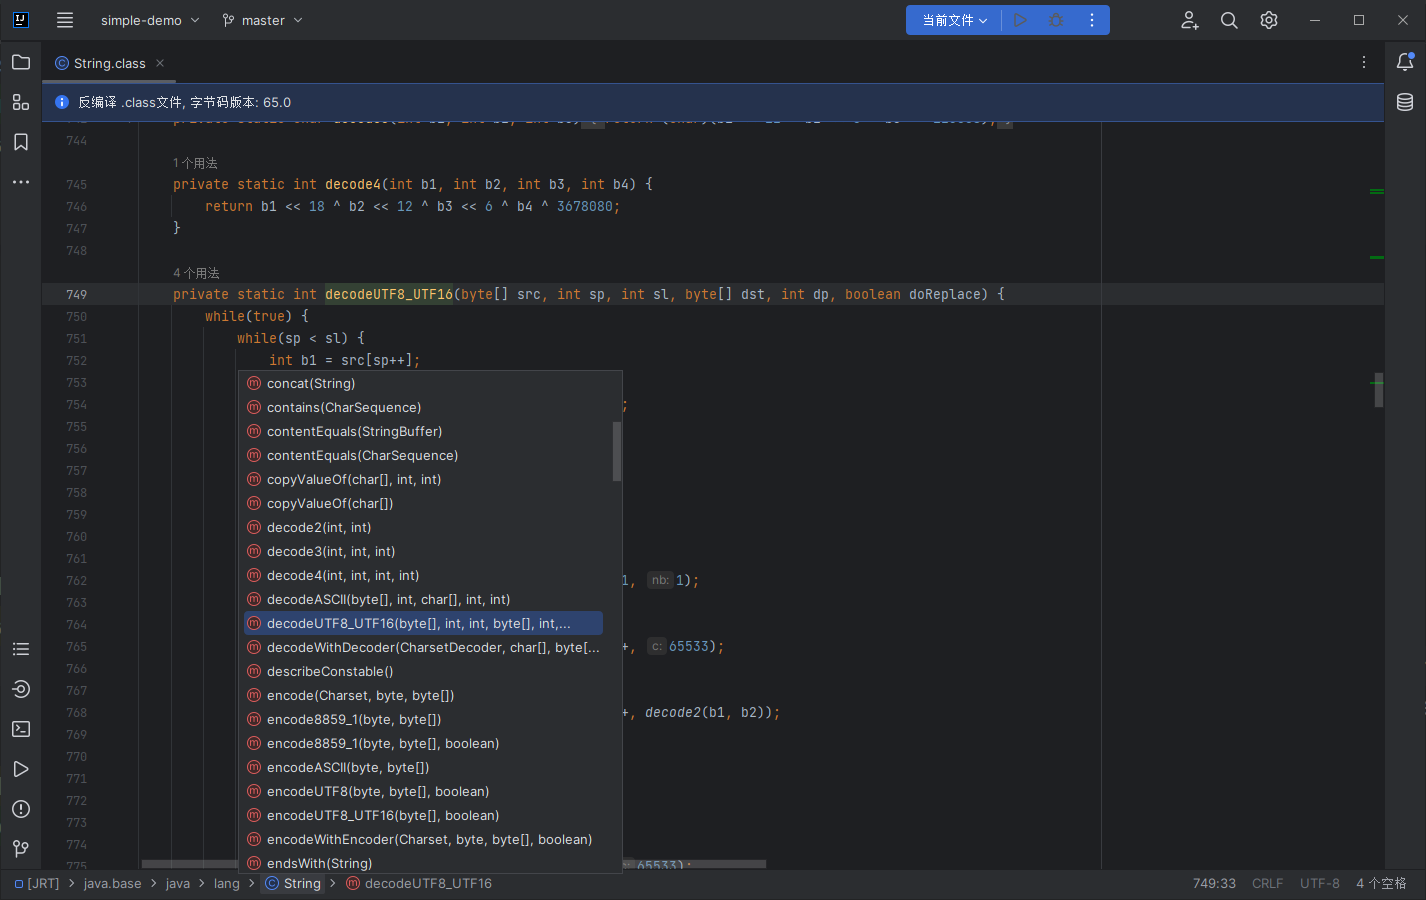 simple-demo
master
当前文件
String.class
反编译 .class文件, 字节码版本: 65.0
744
1 个用法
745 private static int decode4(int b1, int b2, int b3, int b4) {
746 return b1 << 18 ^ b2 << 12 ^ b3 << 6 ^ b4 ^ 3678080;
747 }
748
4 个用法
749 private static int decodeUTF8_UTF16(byte[] src, int sp, int sl, byte[] dst, int dp, boolean doReplace) {
750 while(true) {
751 while(sp < sl) {
752 int b1 = src[sp++];
753
754 ;
755
756
757
758
759
760
761
762 1, nb: 1);
763
764
765 +, c: 65533);
766
767
768 +, decode2(b1, b2));
769
770
771
772
773
774
775 65533);
concat(String)
contains(CharSequence)
contentEquals(StringBuffer)
contentEquals(CharSequence)
copyValueOf(char[], int, int)
copyValueOf(char[])
decode2(int, int)
decode3(int, int, int)
decode4(int, int, int, int)
decodeASCII(byte[], int, char[], int, int)
decodeUTF8_UTF16(byte[], int, int, byte[], int,...
decodeWithDecoder(CharsetDecoder, char[], byte[...
describeConstable()
encode(Charset, byte, byte[])
encode8859_1(byte, byte[])
encode8859_1(byte, byte[], boolean)
encodeASCII(byte, byte[])
encodeUTF8(byte, byte[], boolean)
encodeUTF8_UTF16(byte[], boolean)
encodeWithEncoder(Charset, byte, byte[], boolean)
endsWith(String)
[JRT] > java.base > java > lang > String > decodeUTF8_UTF16
749:33 CRLF UTF-8 4 个空格